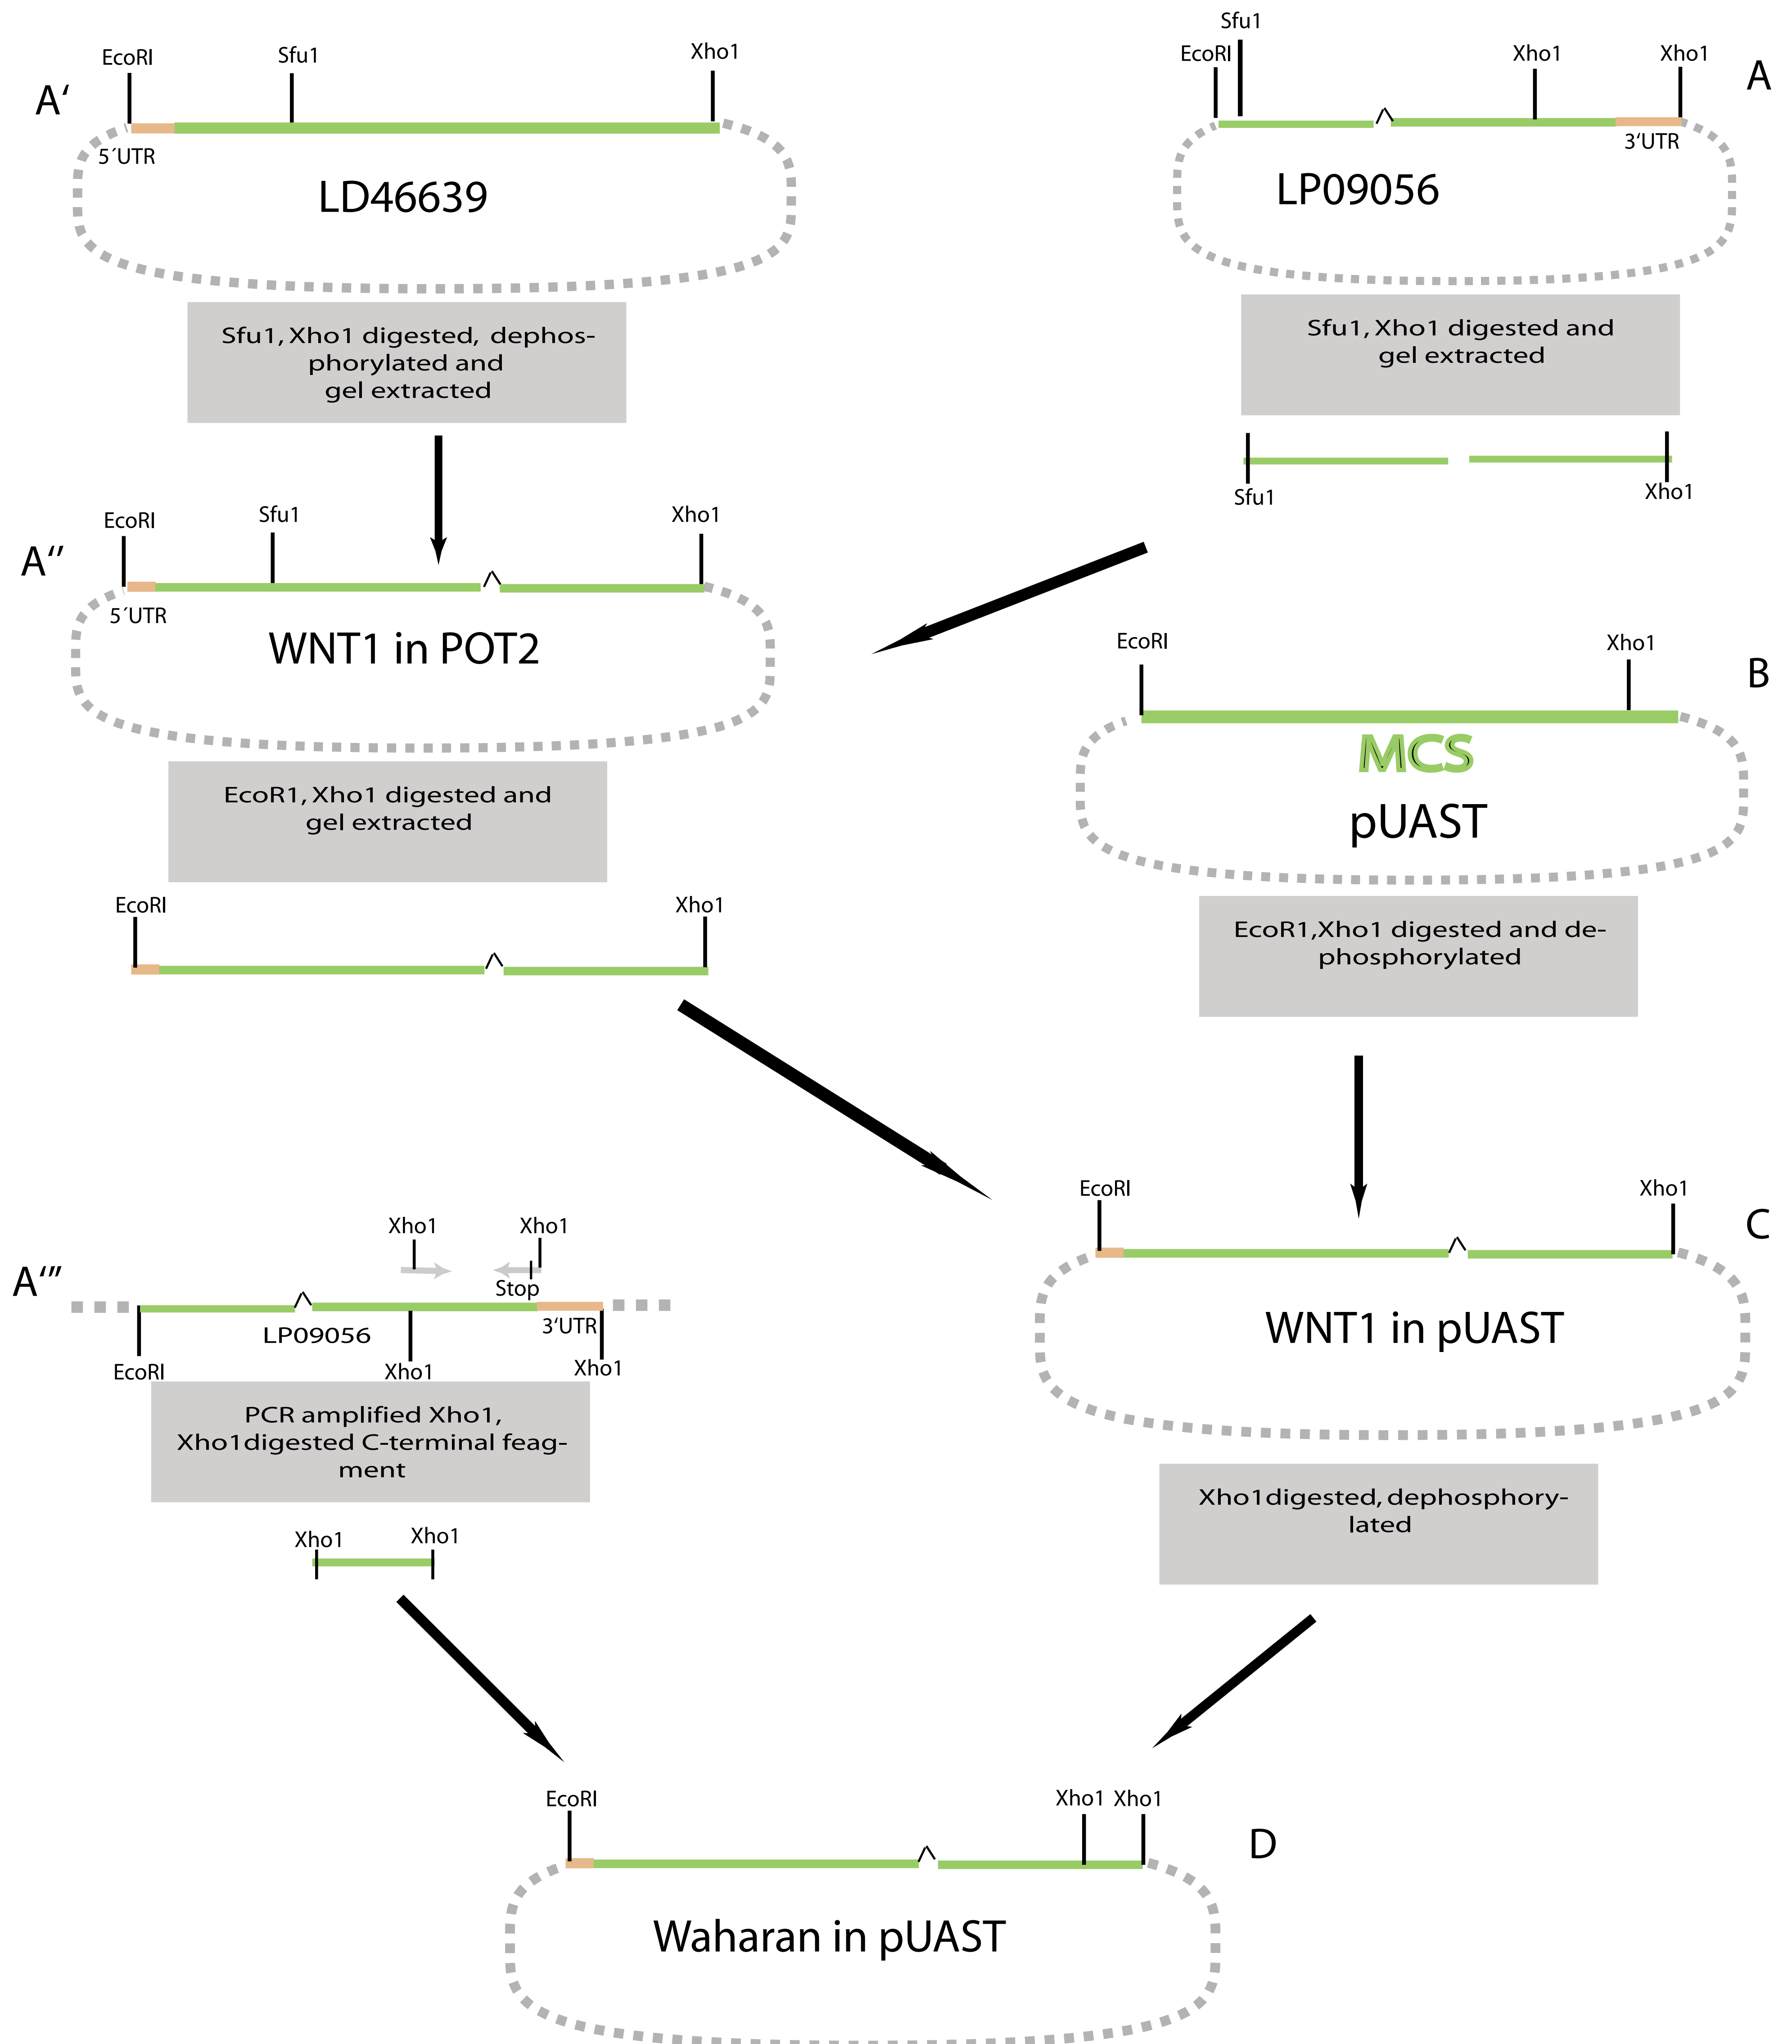 A‘
EcoRI
Sfu1
Xho1
5´UTR
LD46639
Sfu1, Xho1 digested, dephos-
phorylated and
gel extracted
A
Sfu1
EcoRI
Xho1
Xho1
3‘UTR
LP09056
Sfu1, Xho1 digested and
gel extracted
Sfu1
Xho1
A‘‘
EcoRI
Sfu1
Xho1
5´UTR
WNT1 in POT2
EcoR1, Xho1 digested and
gel extracted
EcoRI
Xho1
B
EcoRI
Xho1
MCS
pUAST
EcoR1,Xho1 digested and de-
phosphorylated
C
EcoRI
Xho1
WNT1 in pUAST
Xho1digested, dephosphory-
lated
A‘‘‘
Xho1
Xho1
Stop
LP09056
3‘UTR
EcoRI
Xho1
Xho1
PCR amplified Xho1,
Xho1digested C-terminal feag-
ment
Xho1
Xho1
D
EcoRI
Xho1
Xho1
Waharan in pUAST